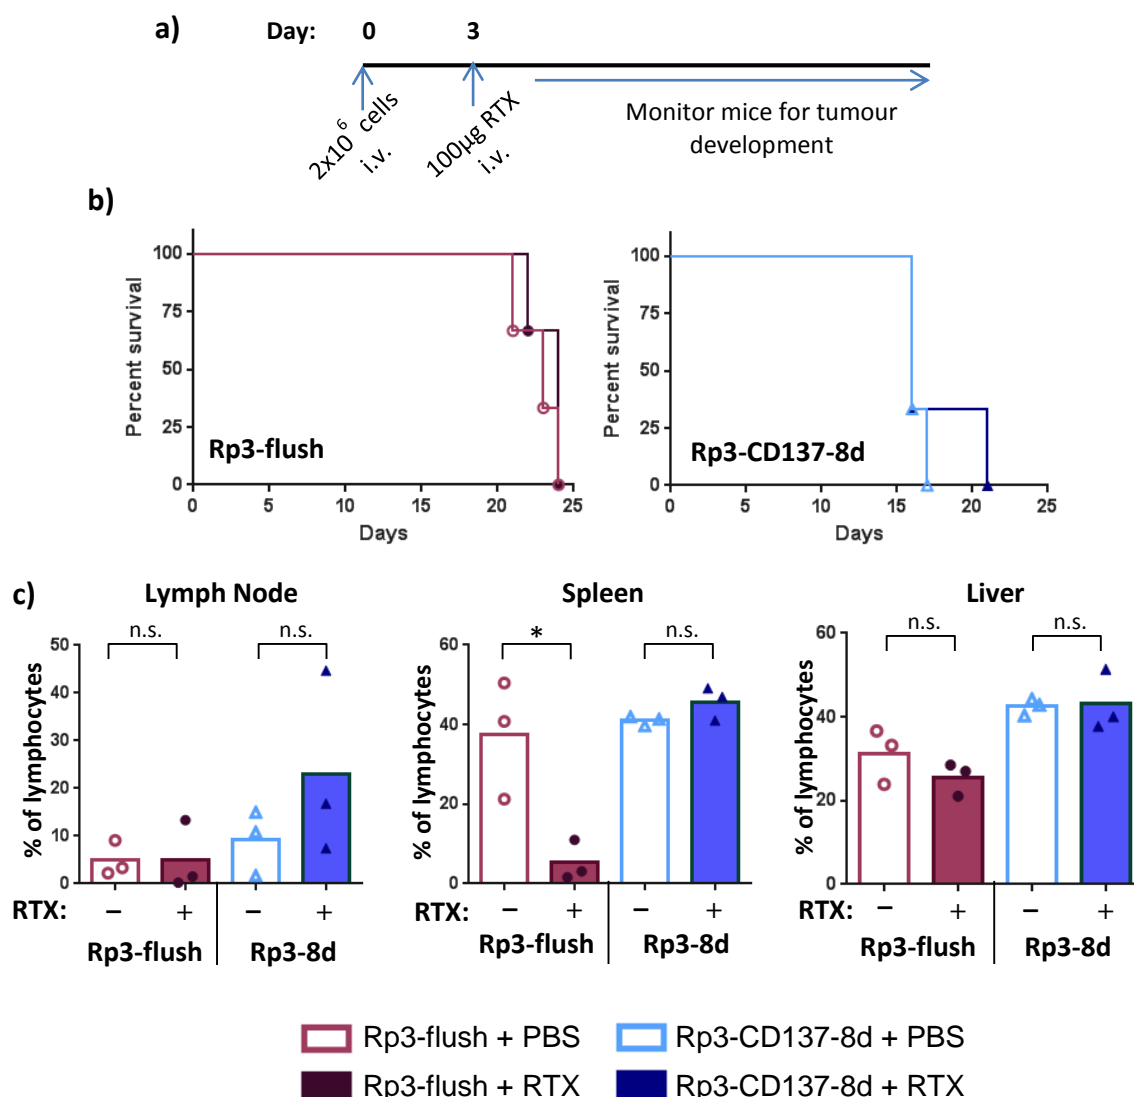 a)
Day: 0 3
2x10⁶ cells
i.v.
100µg RTX
i.v.
Monitor mice for tumour
development
b)
Percent survival
100
75
50
25
0
Rp3-flush
0 5 10 15 20 25
Days
Percent survival
100
75
50
25
0
Rp3-CD137-8d
0 5 10 15 20 25
Days
c)
Lymph Node
n.s. n.s.
% of lymphocytes
50
40
30
20
10
0
RTX: − + +
Rp3-flush Rp3-8d
Spleen
* n.s.
% of lymphocytes
60
40
20
0
RTX: − + − +
Rp3-flush Rp3-8d
Liver
n.s. n.s.
% of lymphocytes
60
40
20
0
RTX: − + − +
Rp3-flush Rp3-8d
Rp3-flush + PBS Rp3-CD137-8d + PBS
Rp3-flush + RTX Rp3-CD137-8d + RTX